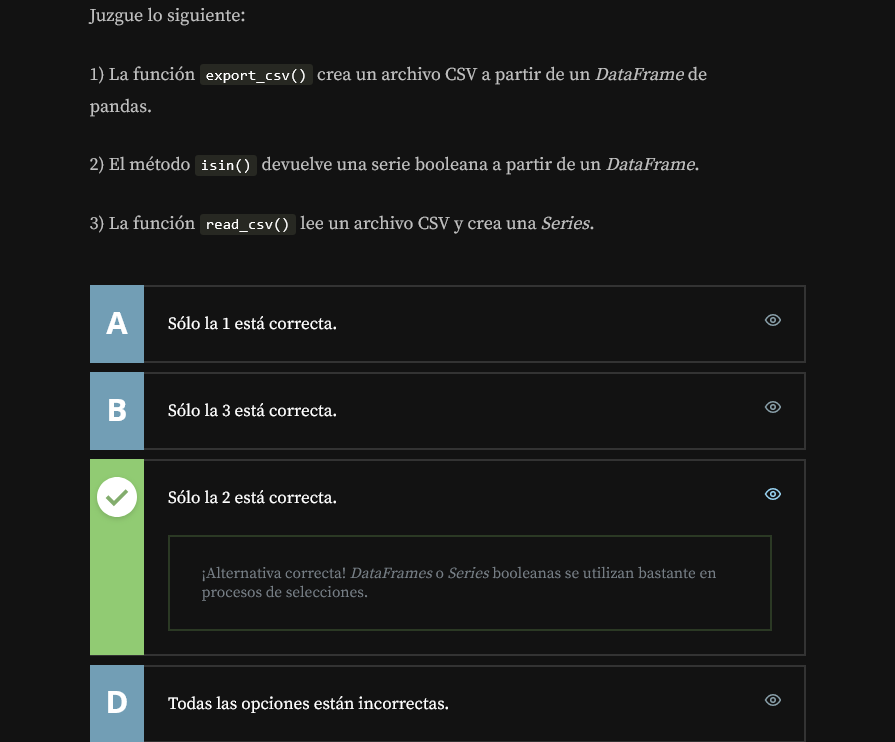 Juzgue lo siguiente:
1) La función export_csv() crea un archivo CSV a partir de un DataFrame de
pandas.
2) El método isin() devuelve una serie booleana a partir de un DataFrame.
3) La función read_csv() lee un archivo CSV y crea una Series.
A
Sólo la 1 está correcta.
B
Sólo la 3 está correcta.
Sólo la 2 está correcta.
¡Alternativa correcta! DataFrames o Series booleanas se utilizan bastante en
procesos de selecciones.
D
Todas las opciones están incorrectas.